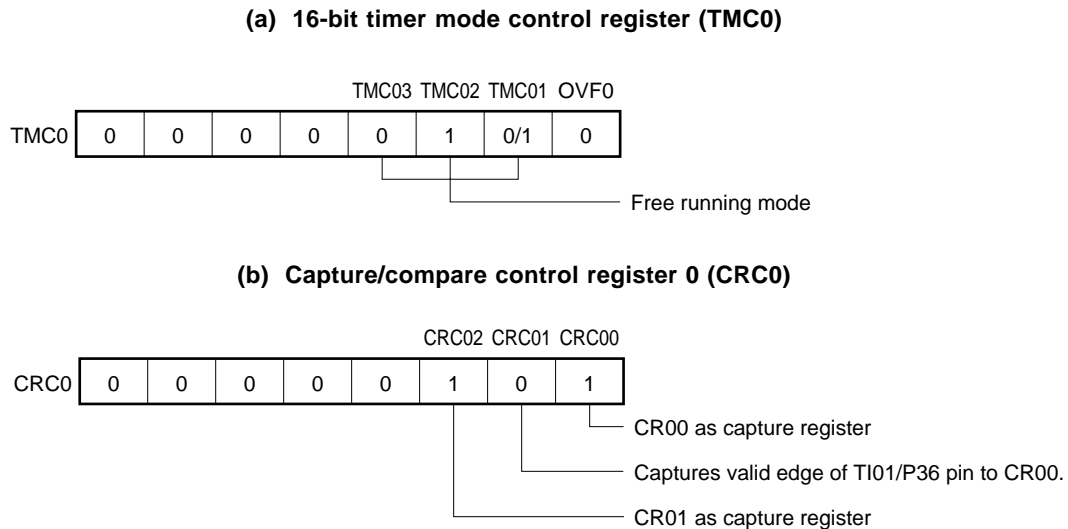 (a) 16-bit timer mode control register (TMC0)
TMC03 TMC02 TMC01 OVF0
TMC0 0 0 0 0 0 1 0/1 0
Free running mode
(b) Capture/compare control register 0 (CRC0)
CRC02 CRC01 CRC00
CRC0 0 0 0 0 0 1 0 1
CR00 as capture register
Captures valid edge of TI01/P36 pin to CR00.
CR01 as capture register